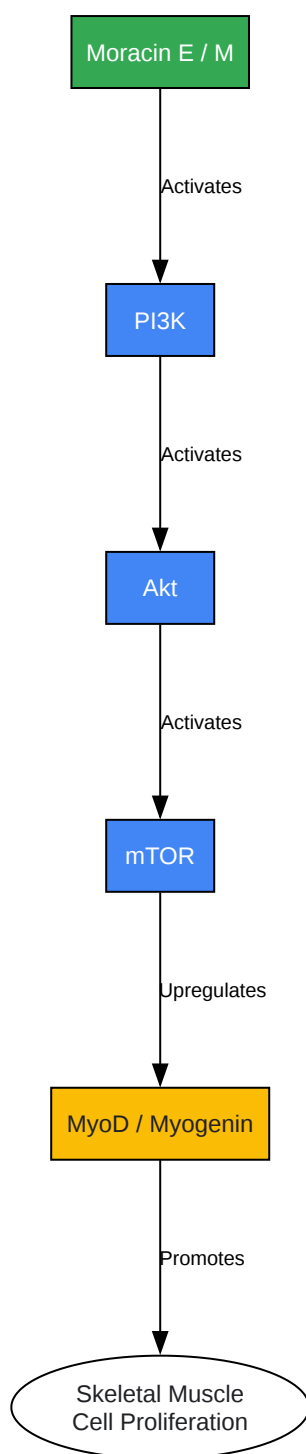 Moracin E / M
Activates
PI3K
Activates
Akt
Activates
mTOR
Upregulates
MyoD / Myogenin
Promotes
Skeletal Muscle
Cell Proliferation